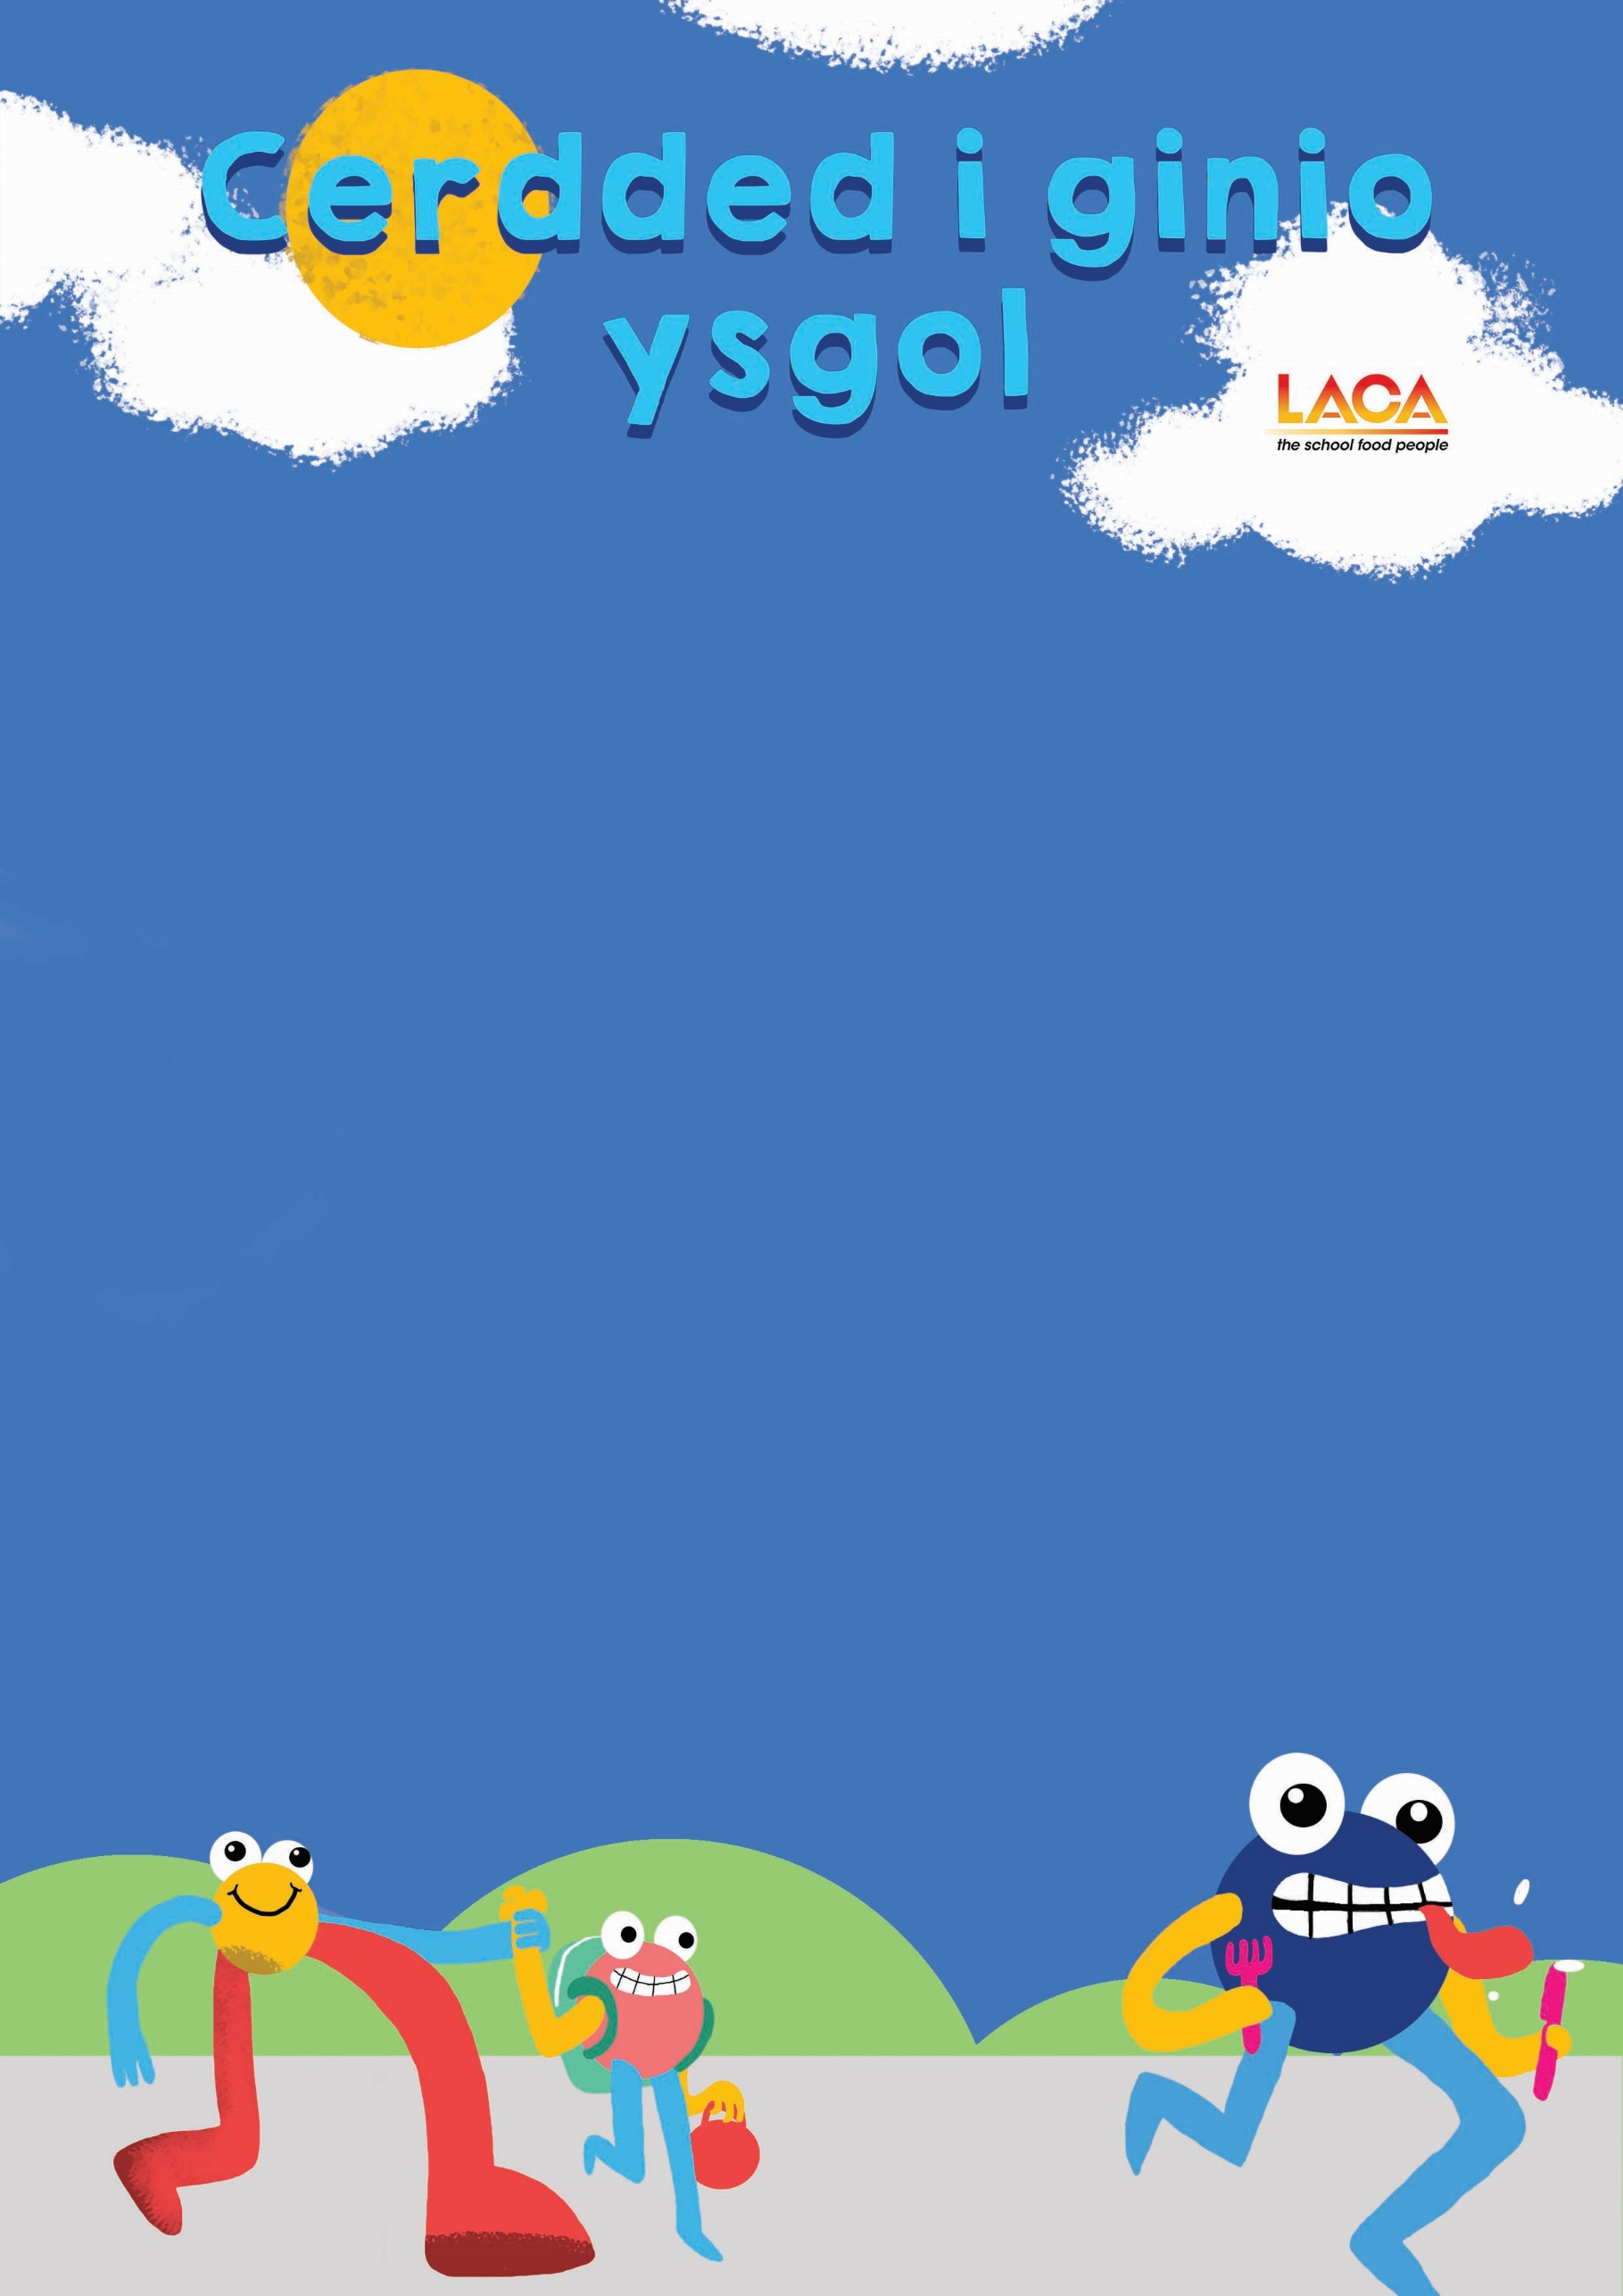 Cerdded i ginio
ysgol
LACA
the school food people